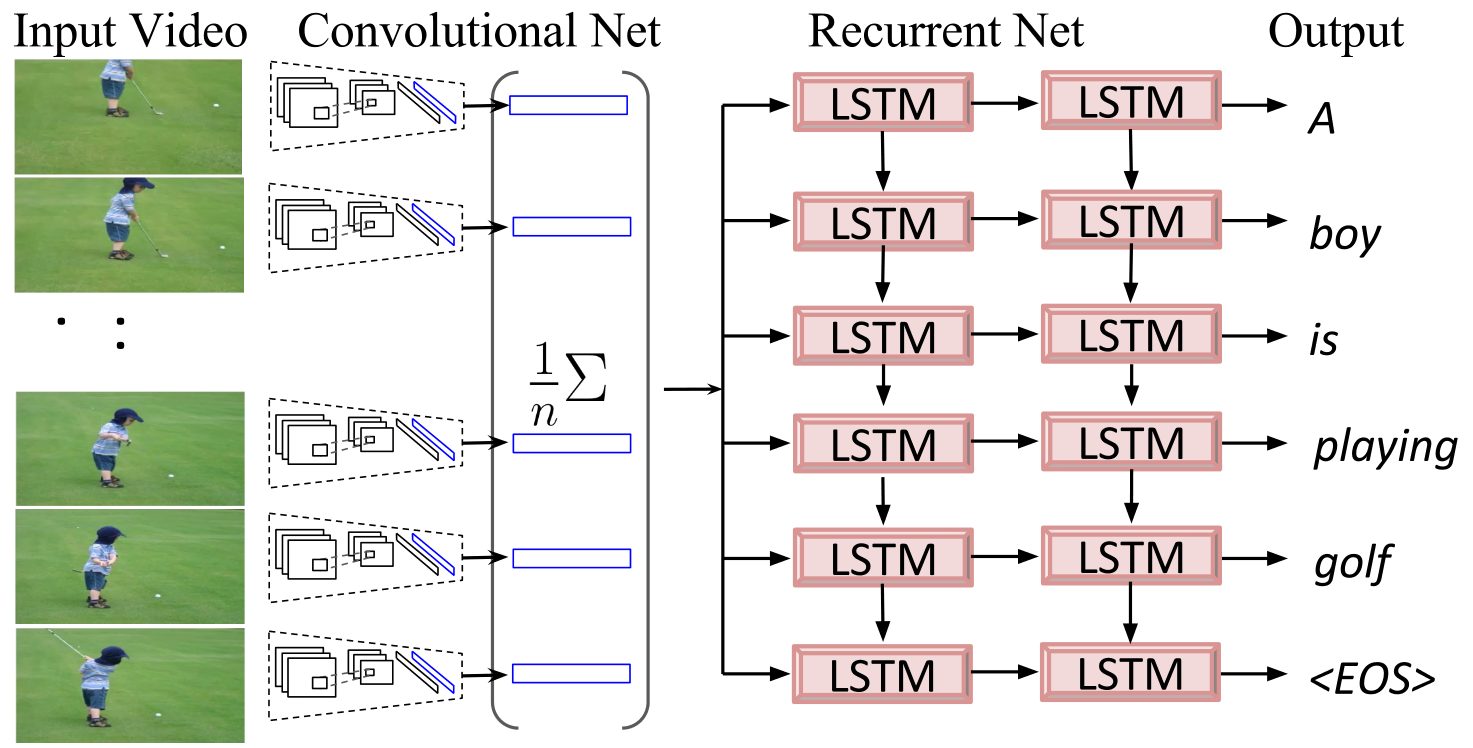 Input Video
Convolutional Net
Recurrent Net
Output
LSTM LSTM A
LSTM LSTM boy
LSTM LSTM is
1/n ∑
LSTM LSTM playing
LSTM LSTM golf
LSTM LSTM <EOS>